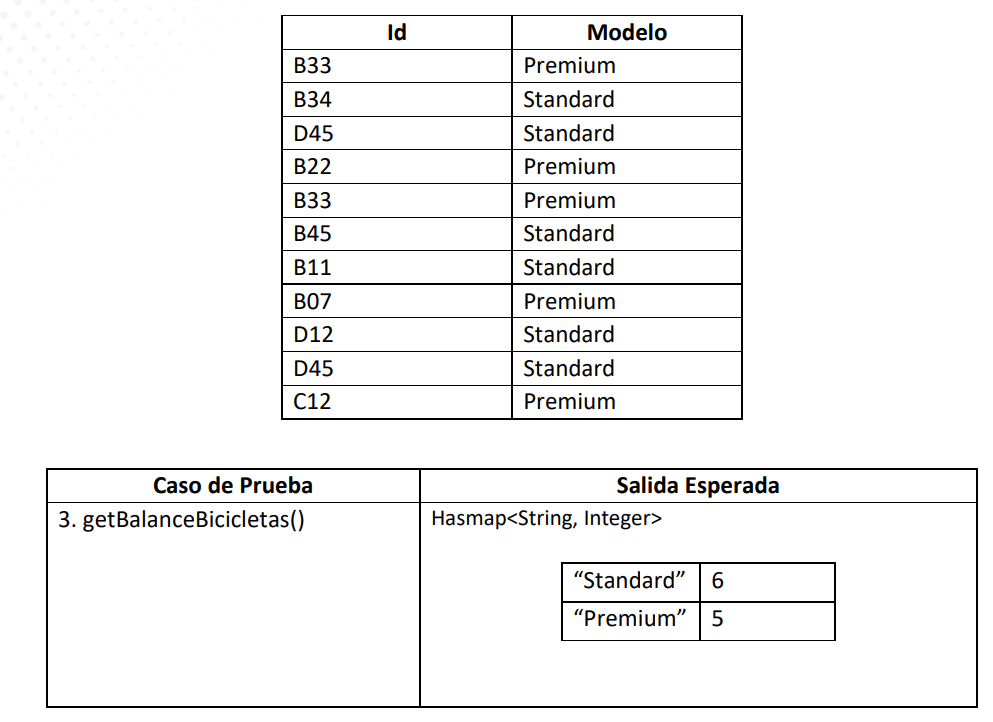 Id Modelo
B33 Premium
B34 Standard
D45 Standard
B22 Premium
B33 Premium
B45 Standard
B11 Standard
B07 Premium
D12 Standard
D45 Standard
C12 Premium
Caso de Prueba Salida Esperada
3. getBalanceBicicletas() Hasmap<String, Integer>
“Standard” 6
“Premium” 5